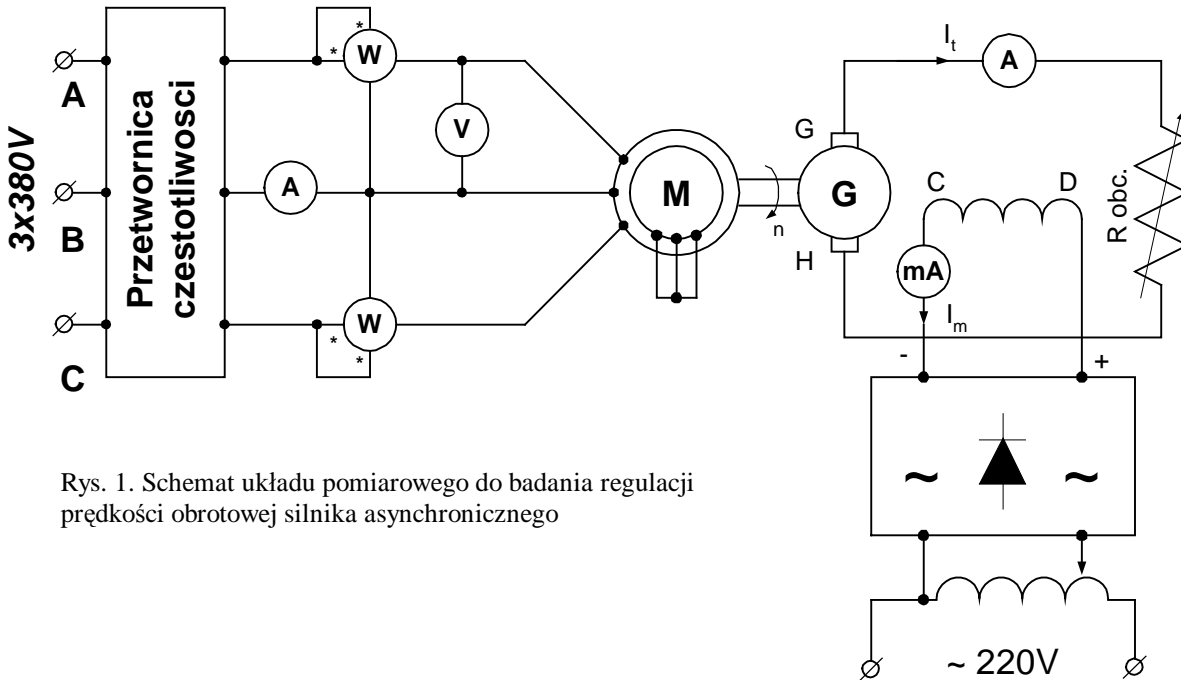 3x380V
A
B
C
Przetwornica
czestotliwosci
* * W
A
V
W * *
M
n
G
G
H
I_t
A
R obc.
C D
mA
I_m
- +
~ ~
~ 220V
Rys. 1. Schemat układu pomiarowego do badania regulacji
prędkości obrotowej silnika asynchronicznego